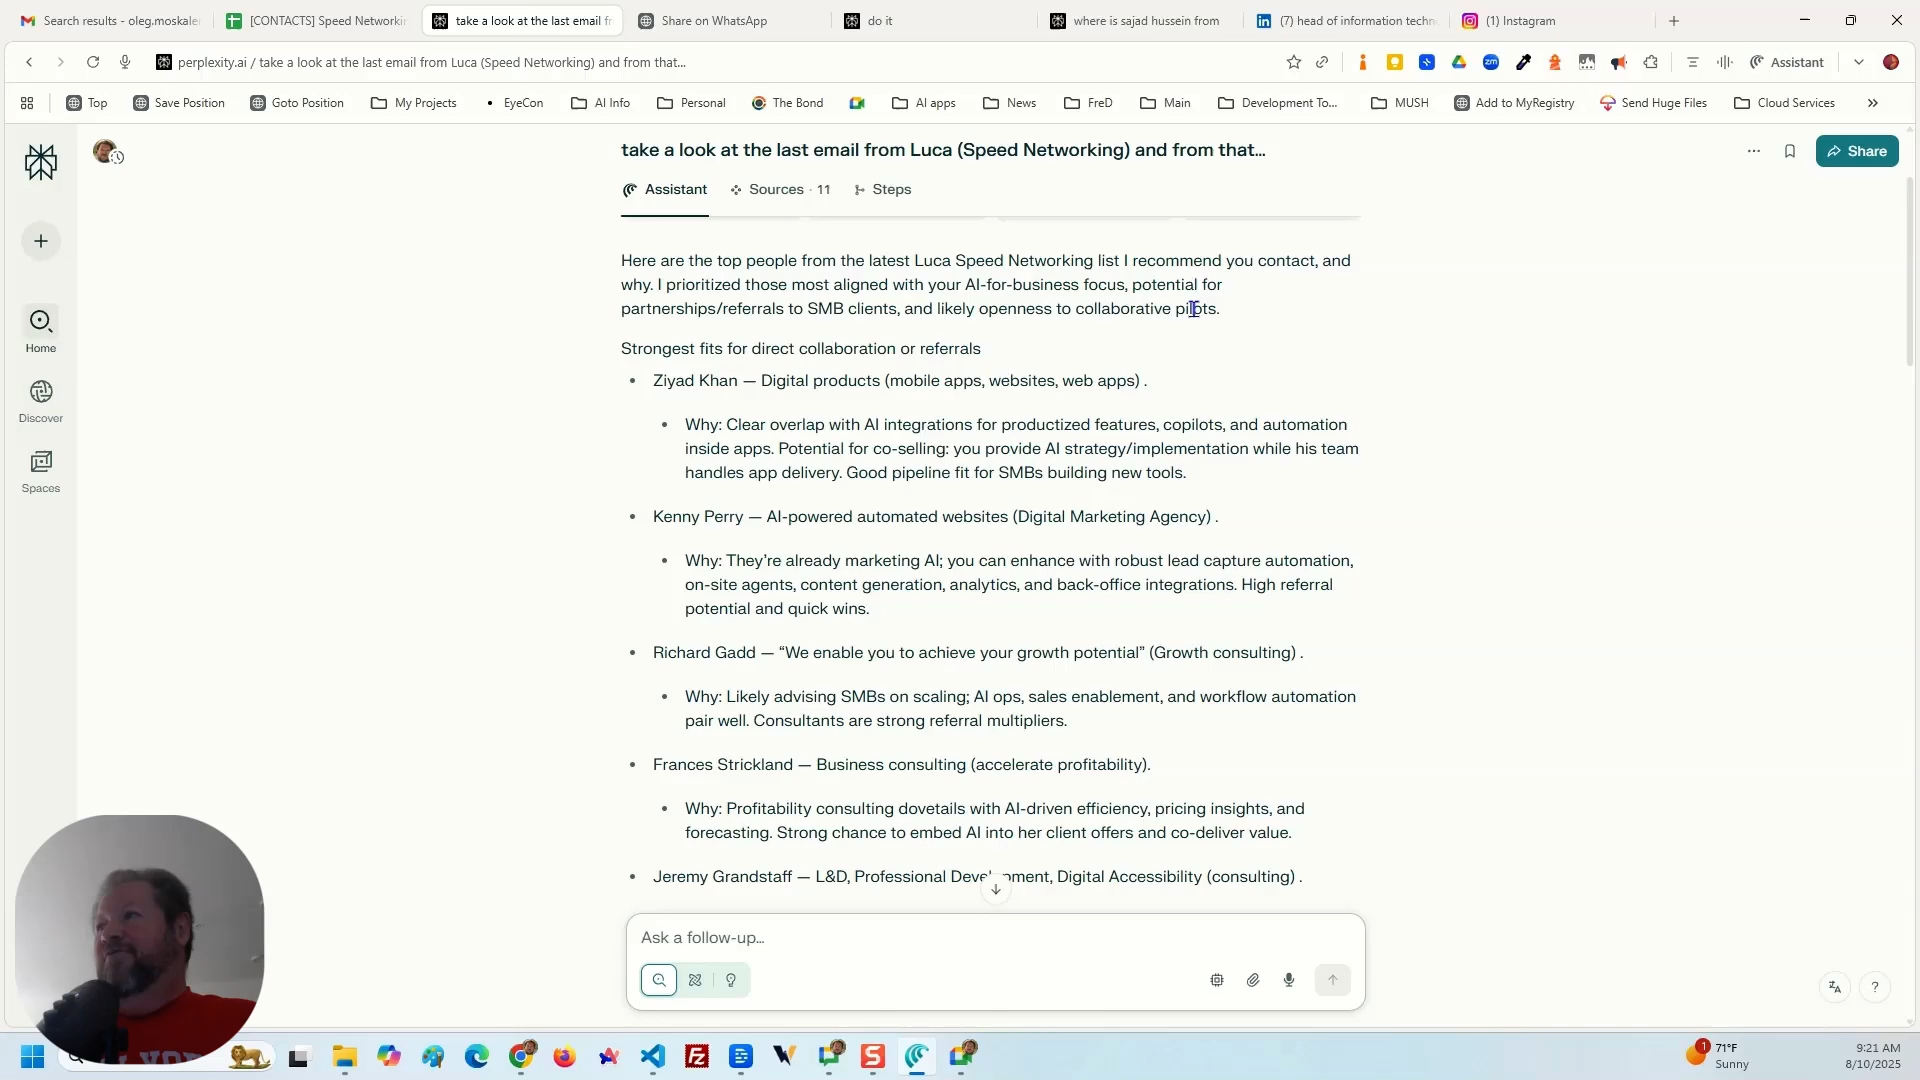 Search results - oleg.moskale
[CONTACTS] Speed Networkin
take a look at the last email fr
Share on WhatsApp
do it
where is sajad hussein from
(7) head of information techn
(1) Instagram
perplexity.ai / take a look at the last email from Luca (Speed Networking) and from that...
Assistant
Top
Save Position
Goto Position
My Projects
EyeCon
AI Info
Personal
The Bond
AI apps
News
FreD
Main
Development To...
MUSH
Add to MyRegistry
Send Huge Files
Cloud Services
take a look at the last email from Luca (Speed Networking) and from that...
Share
Assistant
Sources · 11
Steps
Home
Discover
Spaces
Here are the top people from the latest Luca Speed Networking list I recommend you contact, and
why. I prioritized those most aligned with your AI-for-business focus, potential for
partnerships/referrals to SMB clients, and likely openness to collaborative pilots.
Strongest fits for direct collaboration or referrals
• Ziyad Khan — Digital products (mobile apps, websites, web apps) .
• Why: Clear overlap with AI integrations for productized features, copilots, and automation
inside apps. Potential for co-selling: you provide AI strategy/implementation while his team
handles app delivery. Good pipeline fit for SMBs building new tools.
• Kenny Perry — AI-powered automated websites (Digital Marketing Agency) .
• Why: They’re already marketing AI; you can enhance with robust lead capture automation,
on-site agents, content generation, analytics, and back-office integrations. High referral
potential and quick wins.
• Richard Gadd — “We enable you to achieve your growth potential” (Growth consulting) .
• Why: Likely advising SMBs on scaling; AI ops, sales enablement, and workflow automation
pair well. Consultants are strong referral multipliers.
• Frances Strickland — Business consulting (accelerate profitability).
• Why: Profitability consulting dovetails with AI-driven efficiency, pricing insights, and
forecasting. Strong chance to embed AI into her client offers and co-deliver value.
• Jeremy Grandstaff — L&D, Professional Development, Digital Accessibility (consulting) .
Ask a follow-up...
?
zm
FZ
S
1
71°F
Sunny
9:21 AM
8/10/2025